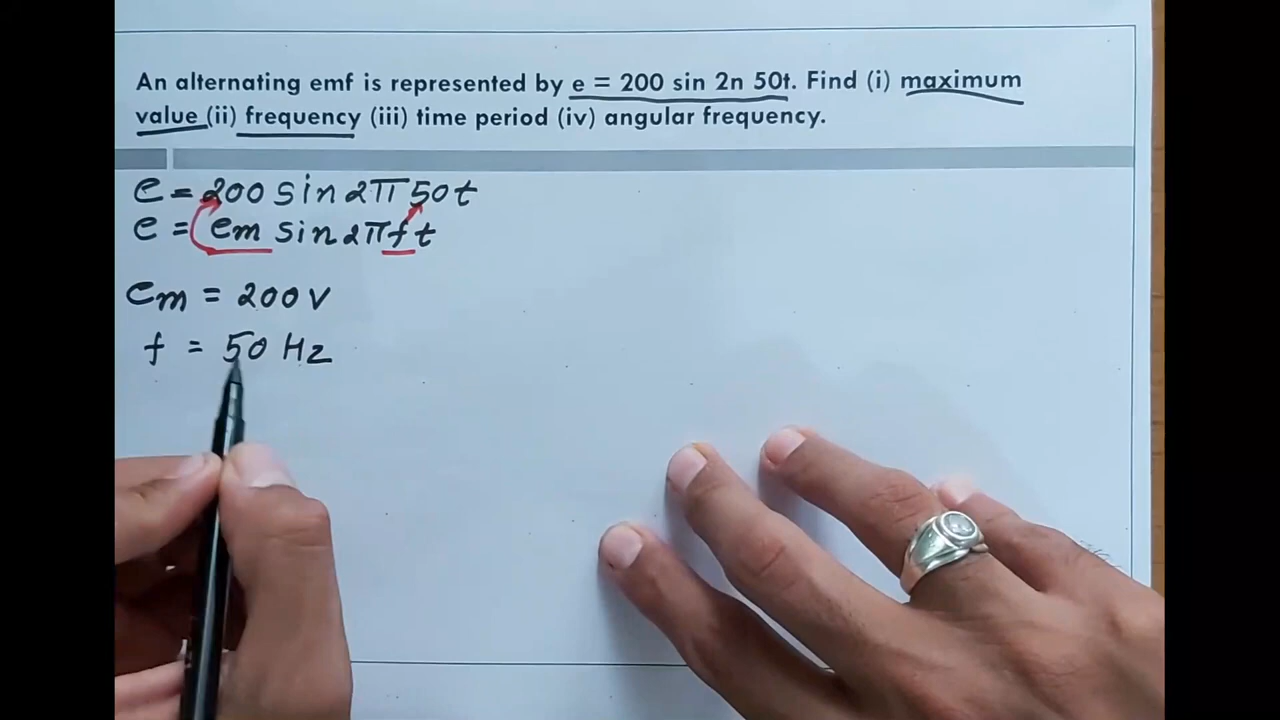 An alternating emf is represented by e = 200 sin 2n 50t. Find (i) maximum
value (ii) frequency (iii) time period (iv) angular frequency.
e = 200 sin 2π 50t
e = em sin 2π f t
em = 200 V
f = 50 Hz